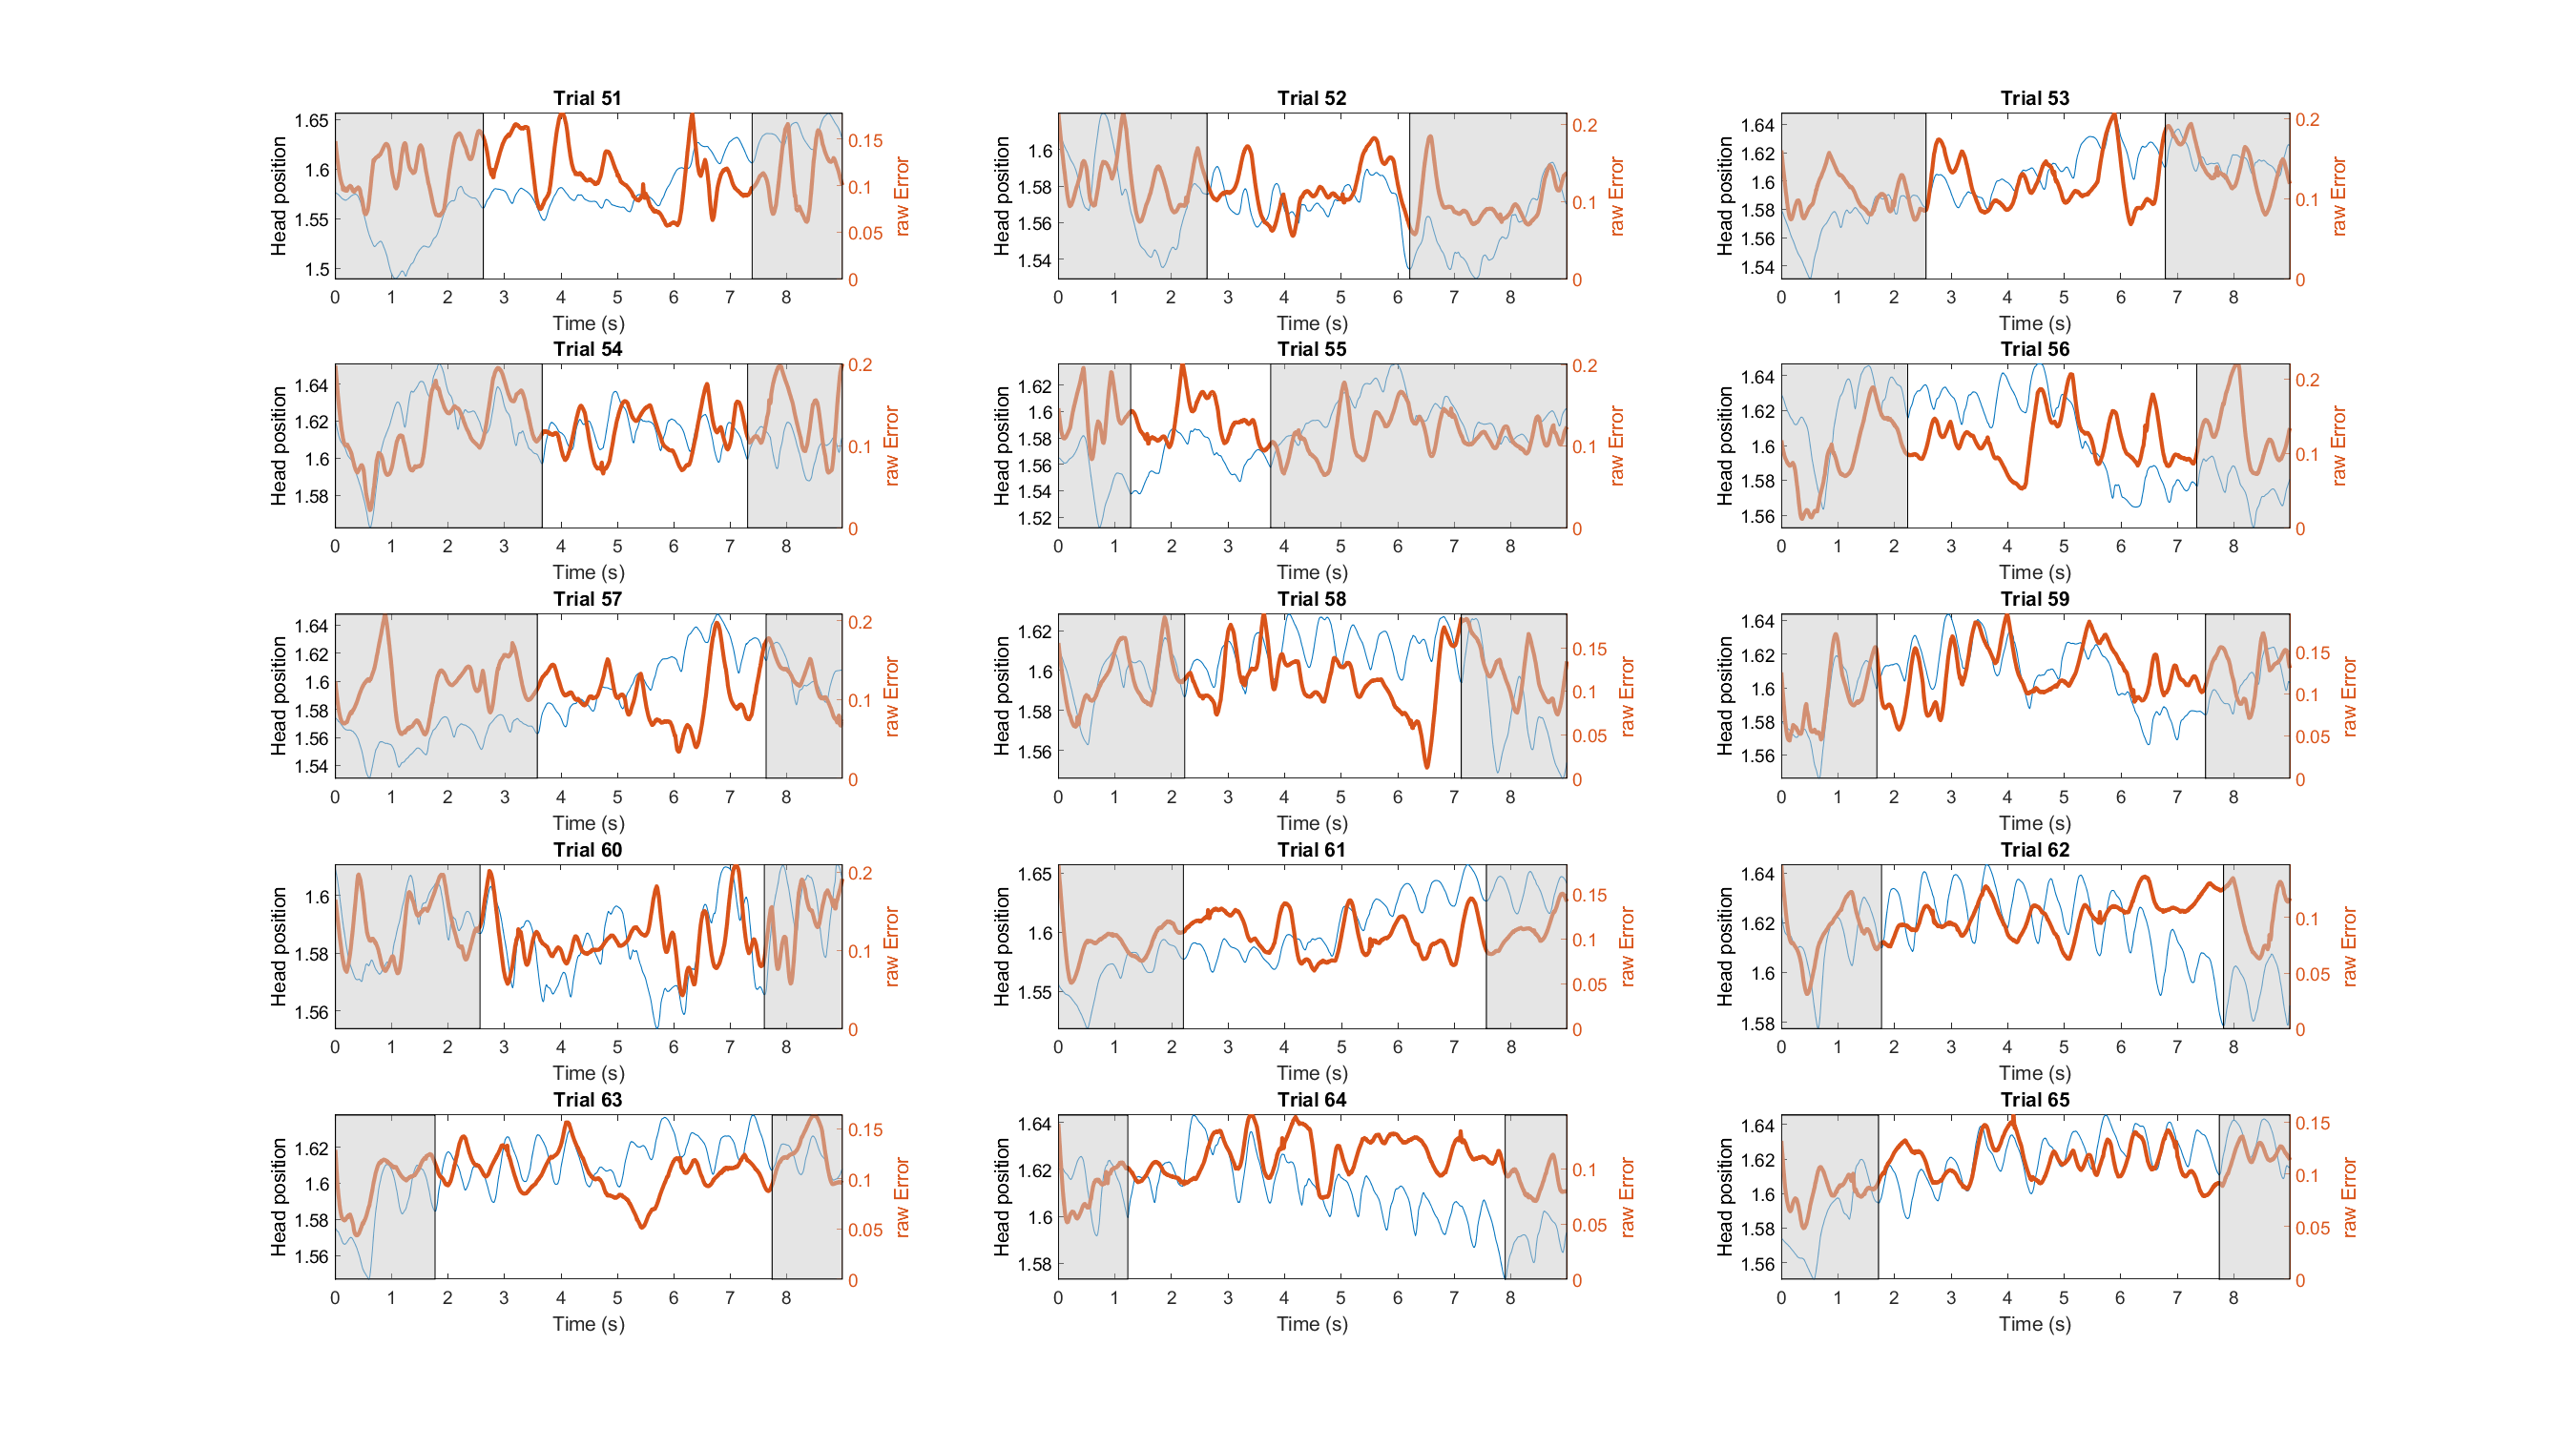 Trial 51
Head position
1.65
1.6
1.55
1.5
0.15
0.1
0.05
0
raw Error
0 1 2 3 4 5 6 7 8
Time (s)
Trial 52
Head position
1.6
1.58
1.56
1.54
0.2
0.1
0
raw Error
0 1 2 3 4 5 6 7 8
Time (s)
Trial 53
Head position
1.64
1.62
1.6
1.58
1.56
1.54
0.2
0.1
0
raw Error
0 1 2 3 4 5 6 7 8
Time (s)
Trial 54
Head position
1.64
1.62
1.6
1.58
0.2
0.1
0
raw Error
0 1 2 3 4 5 6 7 8
Time (s)
Trial 55
Head position
1.62
1.6
1.58
1.56
1.54
1.52
0.2
0.1
0
raw Error
0 1 2 3 4 5 6 7 8
Time (s)
Trial 56
Head position
1.64
1.62
1.6
1.58
1.56
0.2
0.1
0
raw Error
0 1 2 3 4 5 6 7 8
Time (s)
Trial 57
Head position
1.64
1.62
1.6
1.58
1.56
1.54
0.2
0.1
0
raw Error
0 1 2 3 4 5 6 7 8
Time (s)
Trial 58
Head position
1.62
1.6
1.58
1.56
0.15
0.1
0.05
0
raw Error
0 1 2 3 4 5 6 7 8
Time (s)
Trial 59
Head position
1.64
1.62
1.6
1.58
1.56
0.15
0.1
0.05
0
raw Error
0 1 2 3 4 5 6 7 8
Time (s)
Trial 60
Head position
1.6
1.58
1.56
0.2
0.1
0
raw Error
0 1 2 3 4 5 6 7 8
Time (s)
Trial 61
Head position
1.65
1.6
1.55
0.15
0.1
0.05
0
raw Error
0 1 2 3 4 5 6 7 8
Time (s)
Trial 62
Head position
1.64
1.62
1.6
1.58
0.1
0.05
0
raw Error
0 1 2 3 4 5 6 7 8
Time (s)
Trial 63
Head position
1.62
1.6
1.58
1.56
0.15
0.1
0.05
0
raw Error
0 1 2 3 4 5 6 7 8
Time (s)
Trial 64
Head position
1.64
1.62
1.6
1.58
0.1
0.05
0
raw Error
0 1 2 3 4 5 6 7 8
Time (s)
Trial 65
Head position
1.64
1.62
1.6
1.58
1.56
0.15
0.1
0.05
0
raw Error
0 1 2 3 4 5 6 7 8
Time (s)